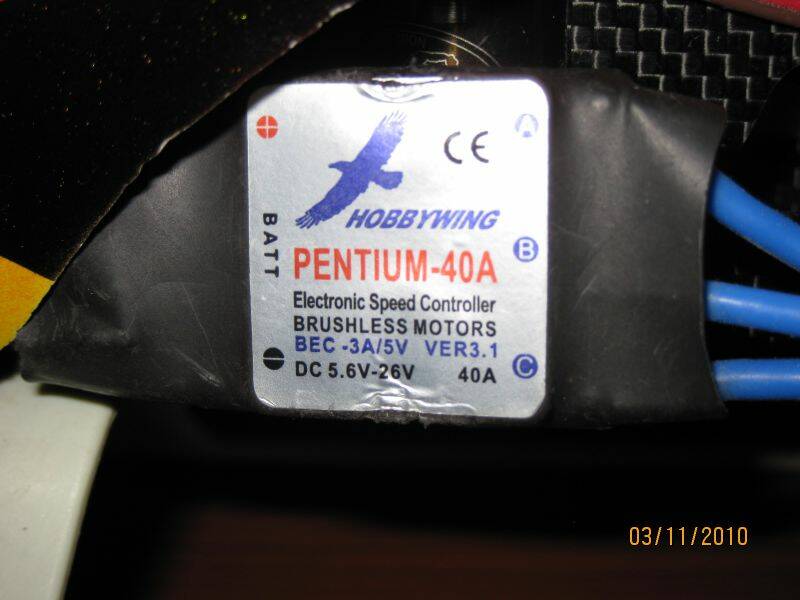 CE
A
HOBBYWING
BATT
B
PENTIUM-40A
Electronic Speed Controller
BRUSHLESS MOTORS
BEC -3A/5V VER3.1
DC 5.6V-26V 40A
C
03/11/2010